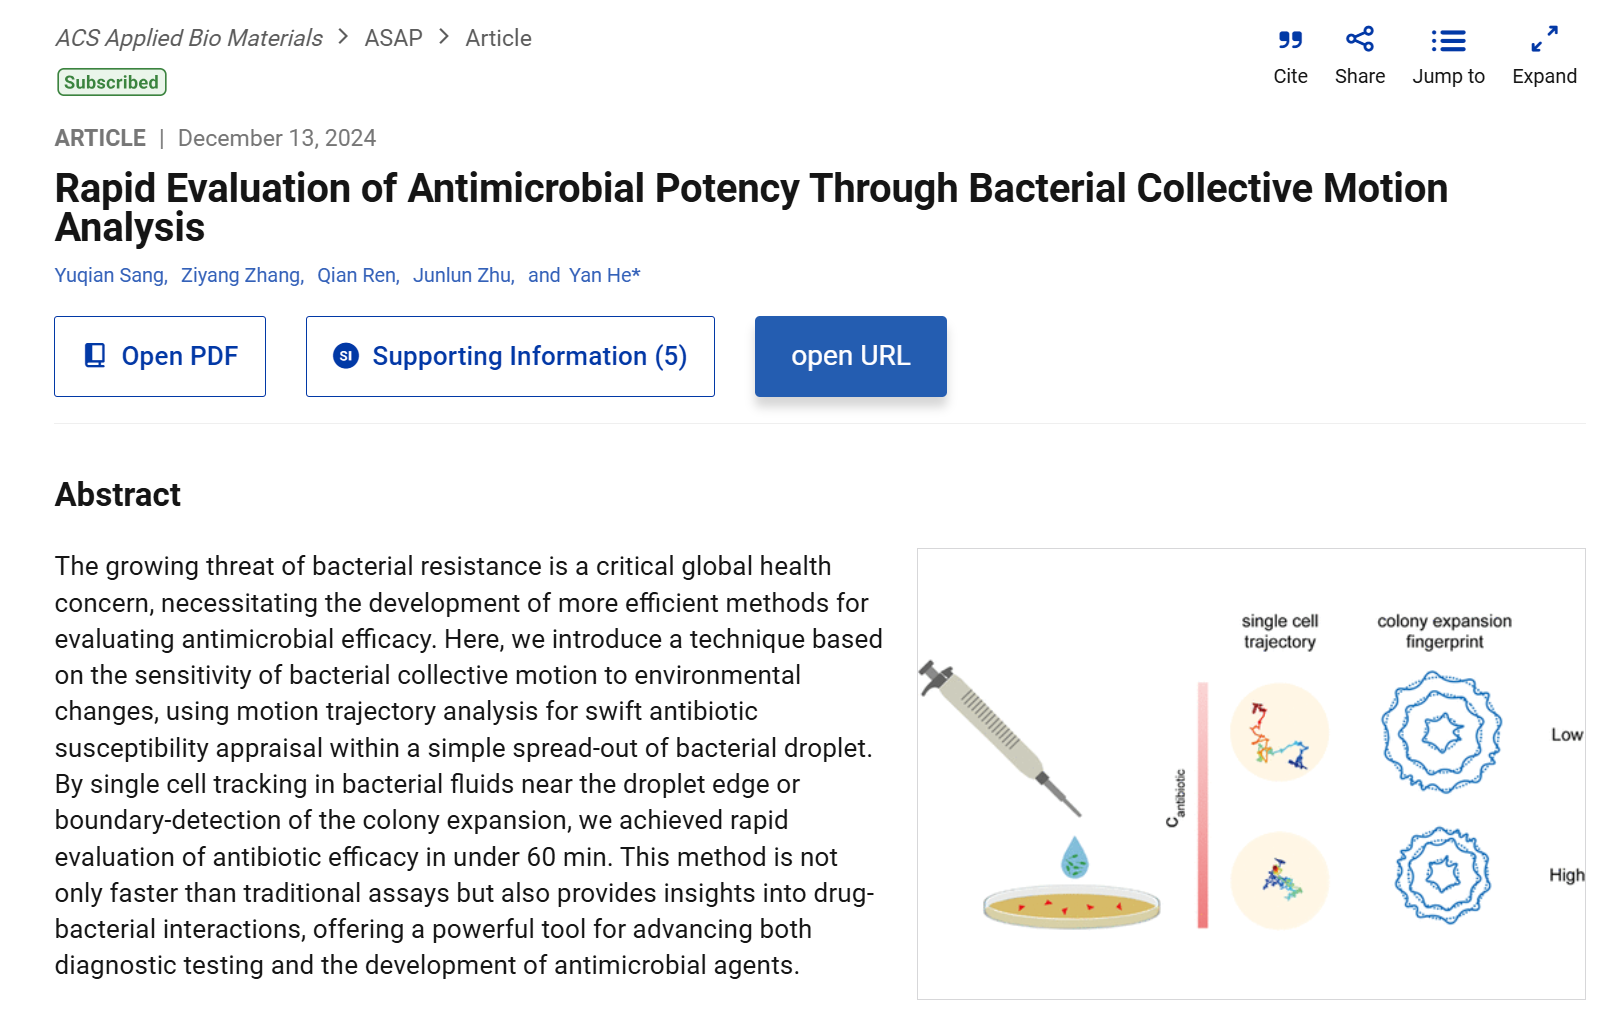 ACS Applied Bio Materials > ASAP > Article
Cite Share Jump to Expand
Subscribed
ARTICLE | December 13, 2024
Rapid Evaluation of Antimicrobial Potency Through Bacterial Collective Motion
Analysis
Yuqian Sang, Ziyang Zhang, Qian Ren, Junlun Zhu, and Yan He*
Open PDF
SI Supporting Information (5)
open URL
Abstract
The growing threat of bacterial resistance is a critical global health
concern, necessitating the development of more efficient methods for
evaluating antimicrobial efficacy. Here, we introduce a technique based
on the sensitivity of bacterial collective motion to environmental
changes, using motion trajectory analysis for swift antibiotic
susceptibility appraisal within a simple spread-out of bacterial droplet.
By single cell tracking in bacterial fluids near the droplet edge or
boundary-detection of the colony expansion, we achieved rapid
evaluation of antibiotic efficacy in under 60 min. This method is not
only faster than traditional assays but also provides insights into drug-
bacterial interactions, offering a powerful tool for advancing both
diagnostic testing and the development of antimicrobial agents.
single cell
trajectory
colony expansion
fingerprint
Cantibiotic
Low
High